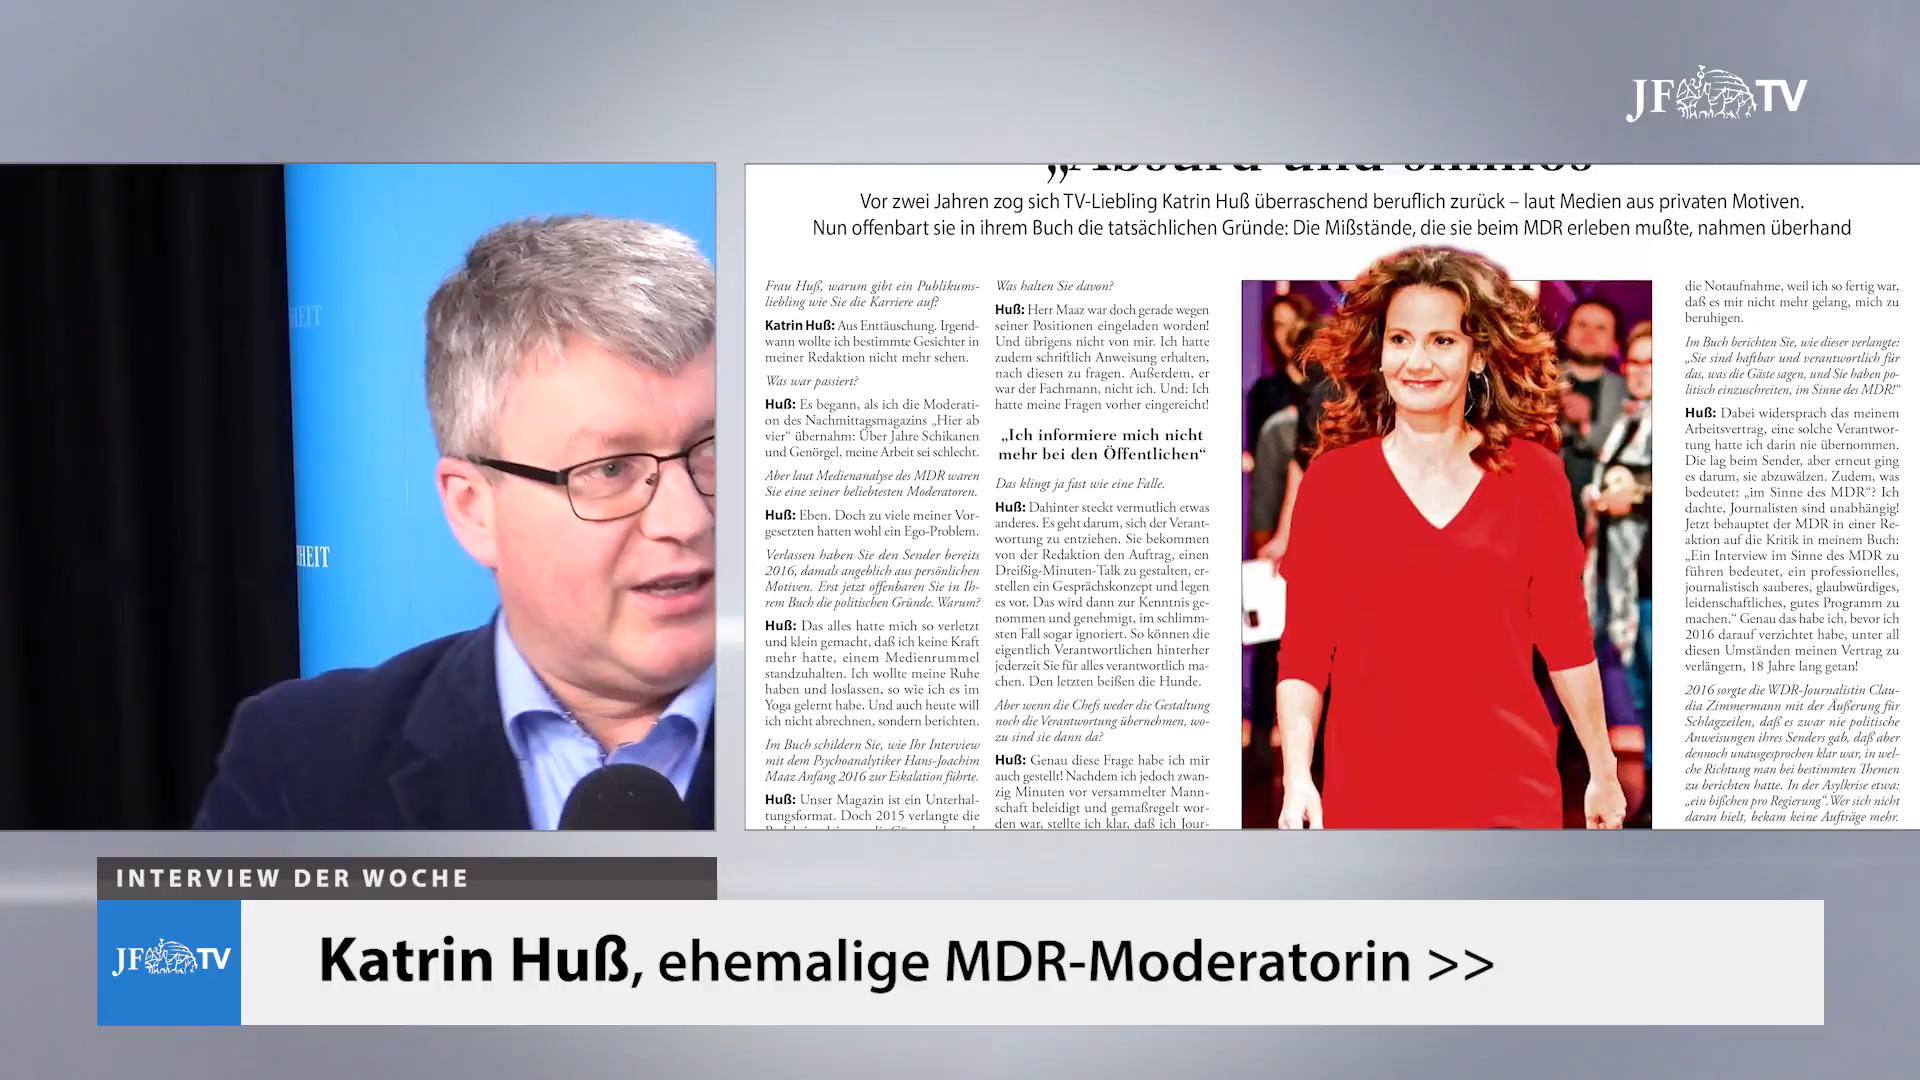 JF TV
HEIT
HEIT
„Absurd und sinnlos“
Vor zwei Jahren zog sich TV-Liebling Katrin Huß überraschend beruflich zurück – laut Medien aus privaten Motiven.
Nun offenbart sie in ihrem Buch die tatsächlichen Gründe: Die Mißstände, die sie beim MDR erleben mußte, nahmen überhand
Frau Huß, warum gibt ein Publikums-
liebling wie Sie die Karriere auf?
Katrin Huß: Aus Enttäuschung. Irgend-
wann wollte ich bestimmte Gesichter in
meiner Redaktion nicht mehr sehen.
Was war passiert?
Huß: Es begann, als ich die Moderati-
on des Nachmittagsmagazins „Hier ab
vier“ übernahm: Über Jahre Schikanen
und Genörgel, meine Arbeit sei schlecht.
Aber laut Medienanalyse des MDR waren
Sie eine seiner beliebtesten Moderatoren.
Huß: Eben. Doch zu viele meiner Vor-
gesetzten hatten wohl ein Ego-Problem.
Verlassen haben Sie den Sender bereits
2016, damals angeblich aus persönlichen
Motiven. Erst jetzt offenbaren Sie in Ih-
rem Buch die politischen Gründe. Warum?
Huß: Das alles hatte mich so verletzt
und klein gemacht, daß ich keine Kraft
mehr hatte, einem Medienrummel
standzuhalten. Ich wollte meine Ruhe
haben und loslassen, so wie ich es im
Yoga gelernt habe. Und auch heute will
ich nicht abrechnen, sondern berichten.
Im Buch schildern Sie, wie Ihr Interview
mit dem Psychoanalytiker Hans-Joachim
Maaz Anfang 2016 zur Eskalation führte.
Huß: Unser Magazin ist ein Unterhal-
tungsformat. Doch 2015 verlangte die
Was halten Sie davon?
Huß: Herr Maaz war doch gerade wegen
seiner Positionen eingeladen worden!
Und übrigens nicht von mir. Ich hatte
zudem schriftlich Anweisung erhalten,
nach diesen zu fragen. Außerdem, er
war der Fachmann, nicht ich. Und: Ich
hatte meine Fragen vorher eingereicht!
„Ich informiere mich nicht
mehr bei den Öffentlichen“
Das klingt ja fast wie eine Falle.
Huß: Dahinter steckt vermutlich etwas
anderes. Es geht darum, sich der Verant-
wortung zu entziehen. Sie bekommen
von der Redaktion den Auftrag, einen
Dreißig-Minuten-Talk zu gestalten, er-
stellen ein Gesprächskonzept und legen
es vor. Das wird dann zur Kenntnis ge-
nommen und genehmigt, im schlimm-
sten Fall sogar ignoriert. So können die
eigentlich Verantwortlichen hinterher
jederzeit Sie für alles verantwortlich ma-
chen. Den letzten beißen die Hunde.
Aber wenn die Chefs weder die Gestaltung
noch die Verantwortung übernehmen, wo-
zu sind sie dann da?
Huß: Genau diese Frage habe ich mir
auch gestellt! Nachdem ich jedoch zwan-
zig Minuten vor versammelter Mann-
schaft beleidigt und gemaßregelt wor-
den war, stellte ich klar, daß ich Jour-
die Notaufnahme, weil ich so fertig war,
daß es mir nicht mehr gelang, mich zu
beruhigen.
Im Buch berichten Sie, wie dieser verlangte:
„Sie sind haftbar und verantwortlich für
das, was die Gäste sagen, und Sie haben po-
litisch einzuschreiten, im Sinne des MDR!“
Huß: Dabei widersprach das meinem
Arbeitsvertrag, eine solche Verantwor-
tung hatte ich darin nie übernommen.
Die lag beim Sender, aber erneut ging
es darum, sie abzuwälzen. Zudem, was
bedeutet: „im Sinne des MDR“? Ich
dachte, Journalisten sind unabhängig!
Jetzt behauptet der MDR in einer Re-
aktion auf die Kritik in meinem Buch:
„Ein Interview im Sinne des MDR zu
führen bedeutet, ein professionelles,
journalistisch sauberes, glaubwürdiges,
leidenschaftliches, gutes Programm zu
machen.“ Genau das habe ich, bevor ich
2016 darauf verzichtet habe, unter all
diesen Umständen meinen Vertrag zu
verlängern, 18 Jahre lang getan!
2016 sorgte die WDR-Journalistin Clau-
dia Zimmermann mit der Äußerung für
Schlagzeilen, daß es zwar nie politische
Anweisungen ihres Senders gab, daß aber
dennoch unausgesprochen klar war, in wel-
che Richtung man bei bestimmten Themen
zu berichten hatte. In der Asylkrise etwa:
„ein bißchen pro Regierung“. Wer sich nicht
daran hielt, bekam keine Aufträge mehr.
INTERVIEW DER WOCHE
JF TV
Katrin Huß, ehemalige MDR-Moderatorin >>